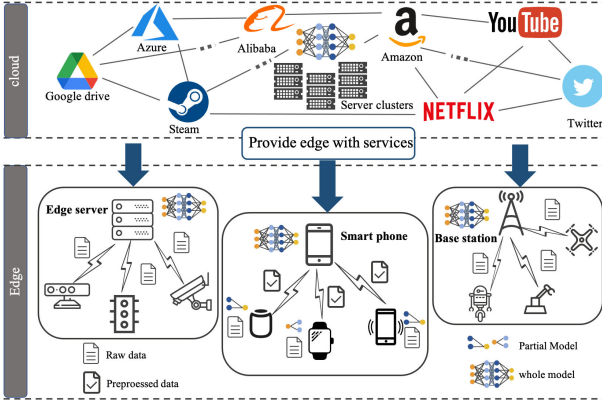 cloud
Azure
Alibaba
a
Amazon
YouTube
Google drive
Steam
Server clusters
NETFLIX
Twitter
Provide edge with services
Edge
Edge server
Smart phone
Base station
Raw data
Preproessed data
Partial Model
whole model